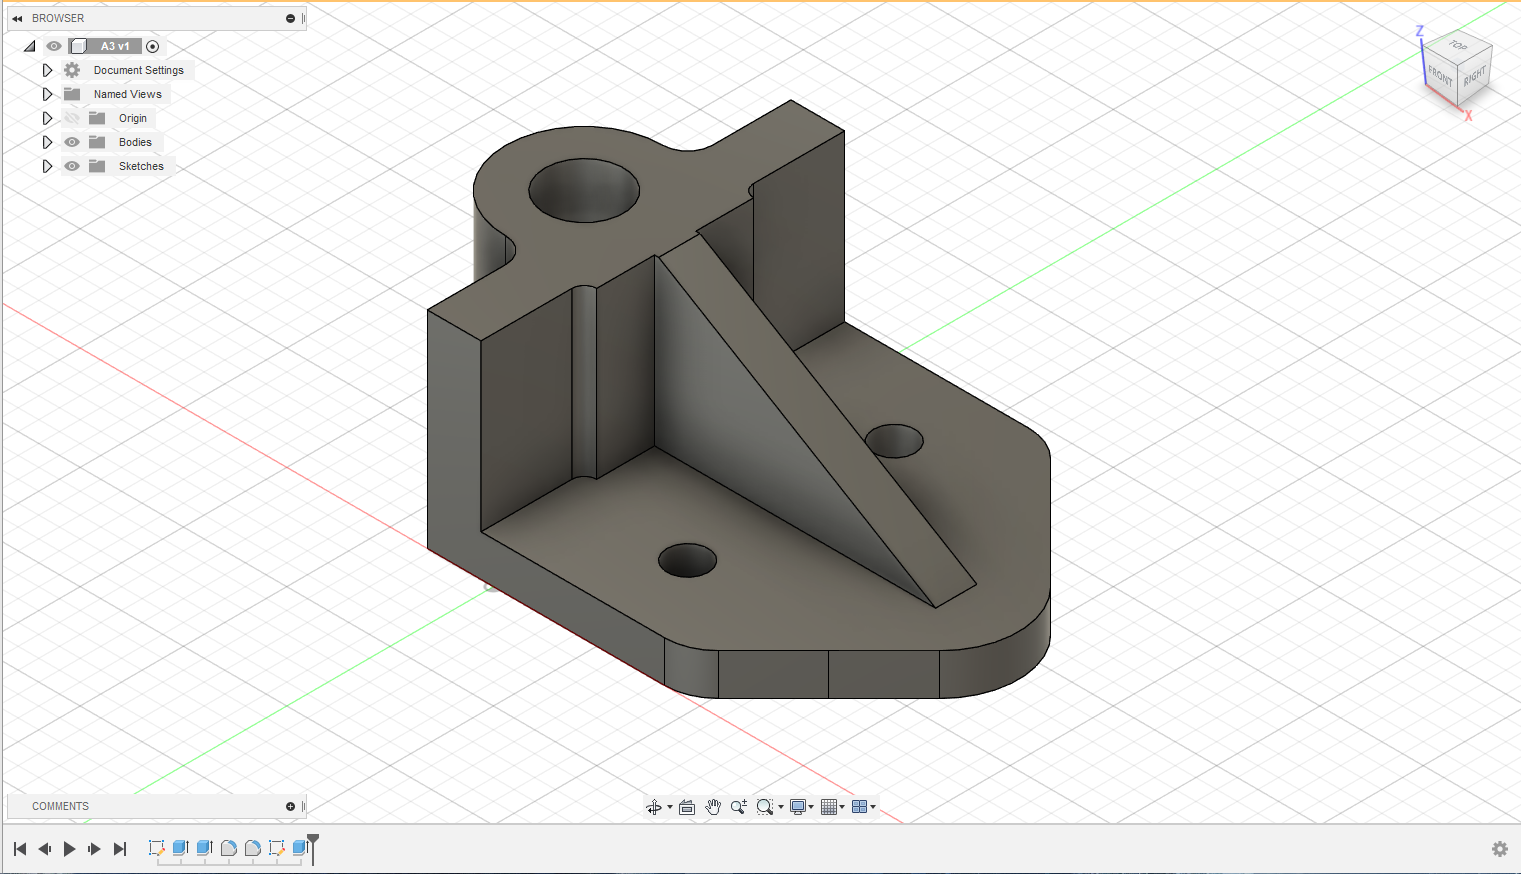 BROWSER
A3 v1
Document Settings
Named Views
Origin
Bodies
Sketches
Z
TOP
FRONT
RIGHT
X
COMMENTS